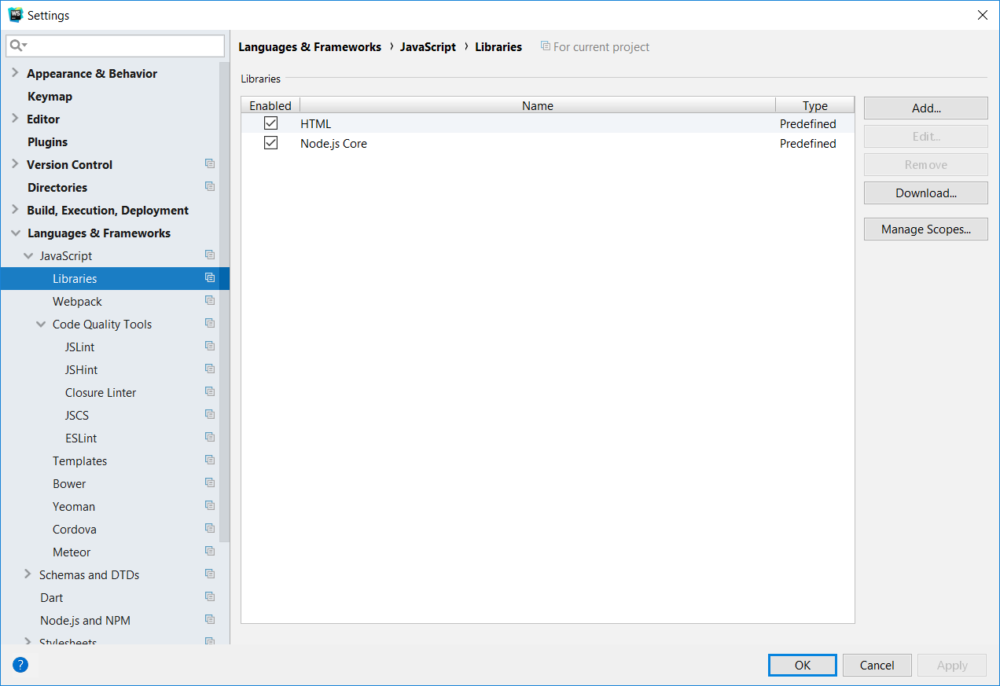 WS
Settings
Languages & Frameworks › JavaScript › Libraries For current project
Appearance & Behavior
Keymap
Editor
Plugins
Version Control
Directories
Build, Execution, Deployment
Languages & Frameworks
JavaScript
Libraries
Webpack
Code Quality Tools
JSLint
JSHint
Closure Linter
JSCS
ESLint
Templates
Bower
Yeoman
Cordova
Meteor
Schemas and DTDs
Dart
Node.js and NPM
Stylesheets
Libraries
Enabled Name Type
HTML Predefined
Node.js Core Predefined
Add...
Edit...
Remove
Download...
Manage Scopes...
?
OK Cancel Apply